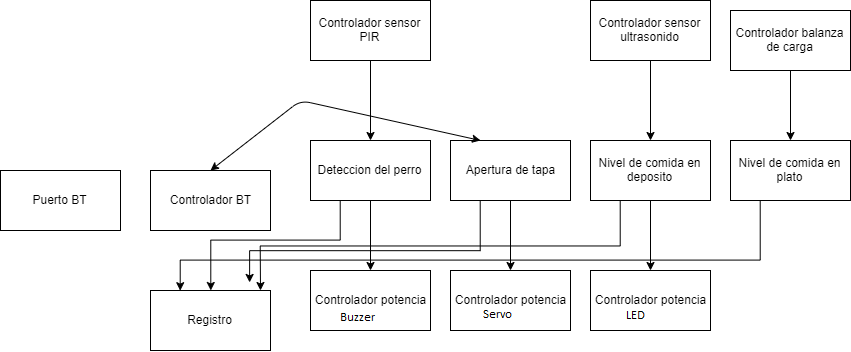 Controlador sensor
PIR
Controlador sensor
ultrasonido
Controlador balanza
de carga
Puerto BT
Controlador BT
Deteccion del perro
Apertura de tapa
Nivel de comida en
deposito
Nivel de comida en
plato
Registro
Controlador potencia
Buzzer
Controlador potencia
Servo
Controlador potencia
LED